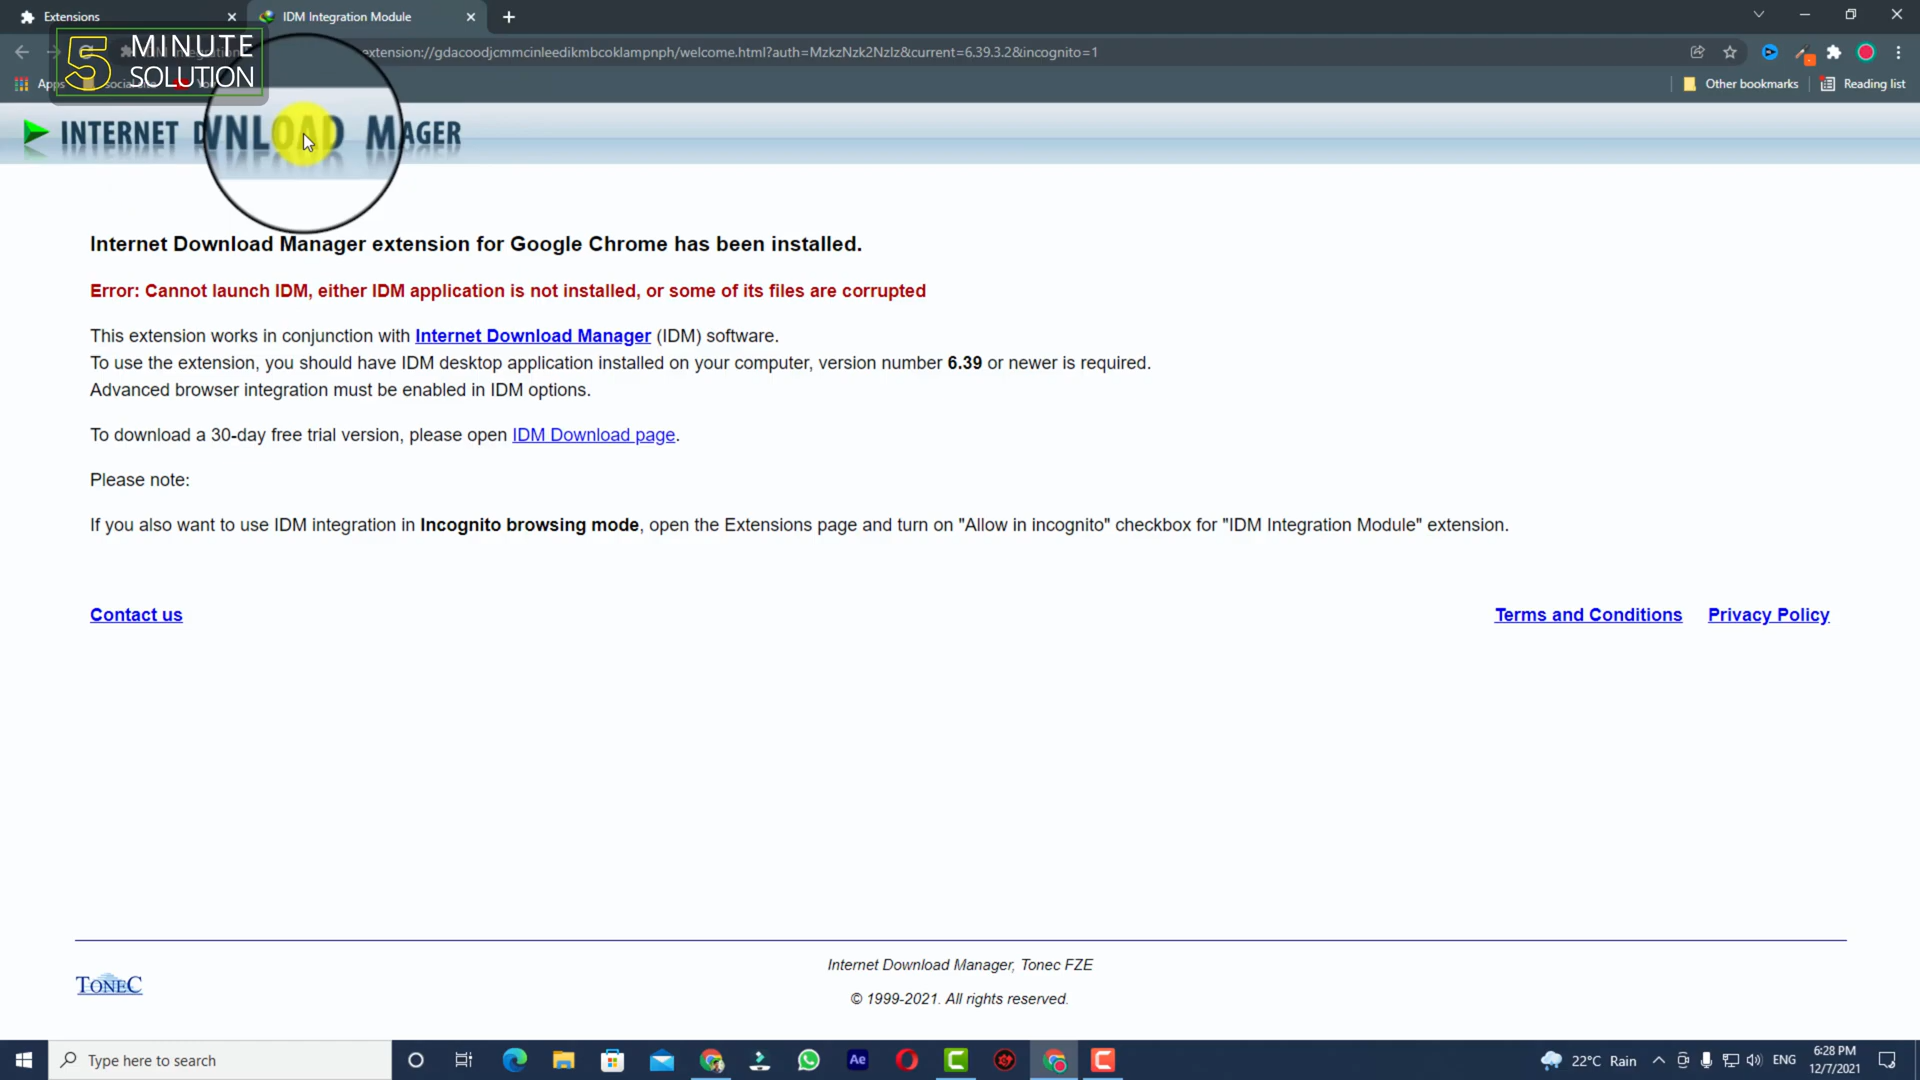 Extensions
IDM Integration Module
extension://gdacoodjcmmcinleedikmbcoklampnph/welcome.html?auth=MzkzNzk2NzIz&current=6.39.3.2&incognito=1
5 MINUTE
SOLUTION
Other bookmarks
Reading list
INTERNET D WNLOAD M AGER
Internet Download Manager extension for Google Chrome has been installed.
Error: Cannot launch IDM, either IDM application is not installed, or some of its files are corrupted
This extension works in conjunction with Internet Download Manager (IDM) software.
To use the extension, you should have IDM desktop application installed on your computer, version number 6.39 or newer is required.
Advanced browser integration must be enabled in IDM options.
To download a 30-day free trial version, please open IDM Download page.
Please note:
If you also want to use IDM integration in Incognito browsing mode, open the Extensions page and turn on "Allow in incognito" checkbox for "IDM Integration Module" extension.
Contact us
Terms and Conditions
Privacy Policy
Internet Download Manager, Tonec FZE
TONEC
© 1999-2021. All rights reserved.
Type here to search
Ae
22°C Rain
ENG
6:28 PM
12/7/2021